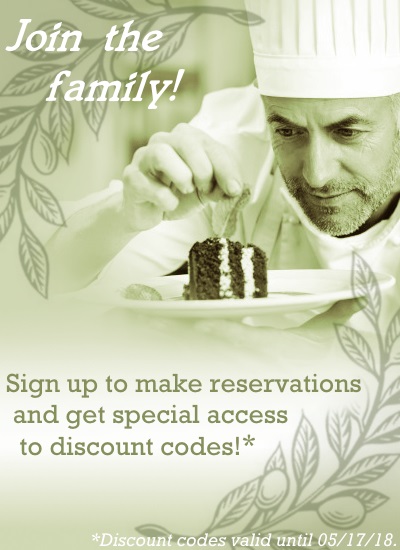 Join the
family!
Sign up to make reservations
and get special access
to discount codes!*
*Discount codes valid until 05/17/18.